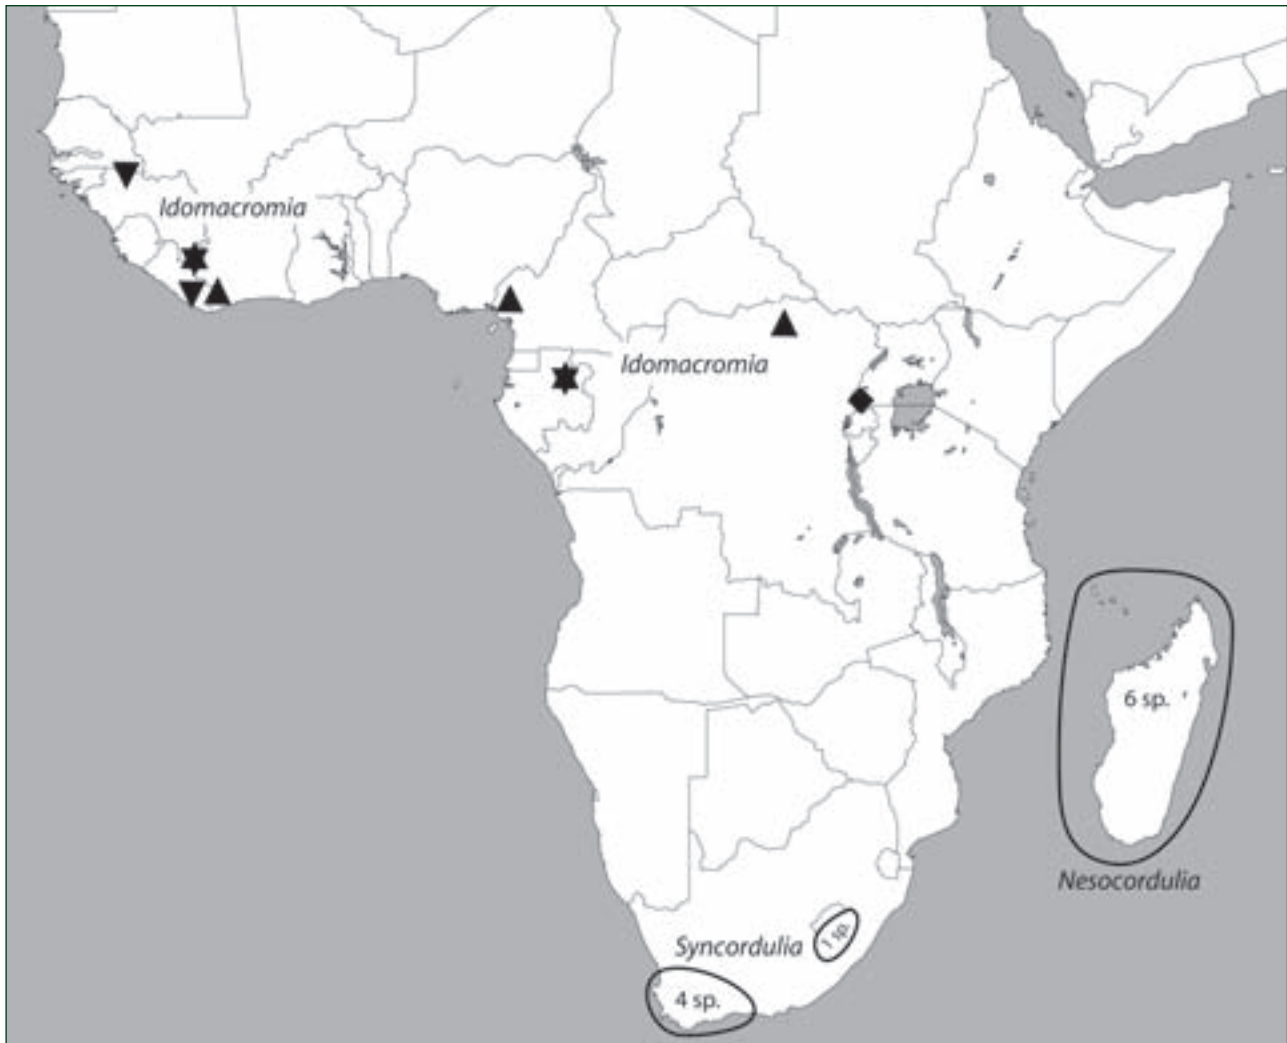 Idomacromia
Idomacromia
6 sp.
Nesocordulia
Syncordulia
1 sp.
4 sp.